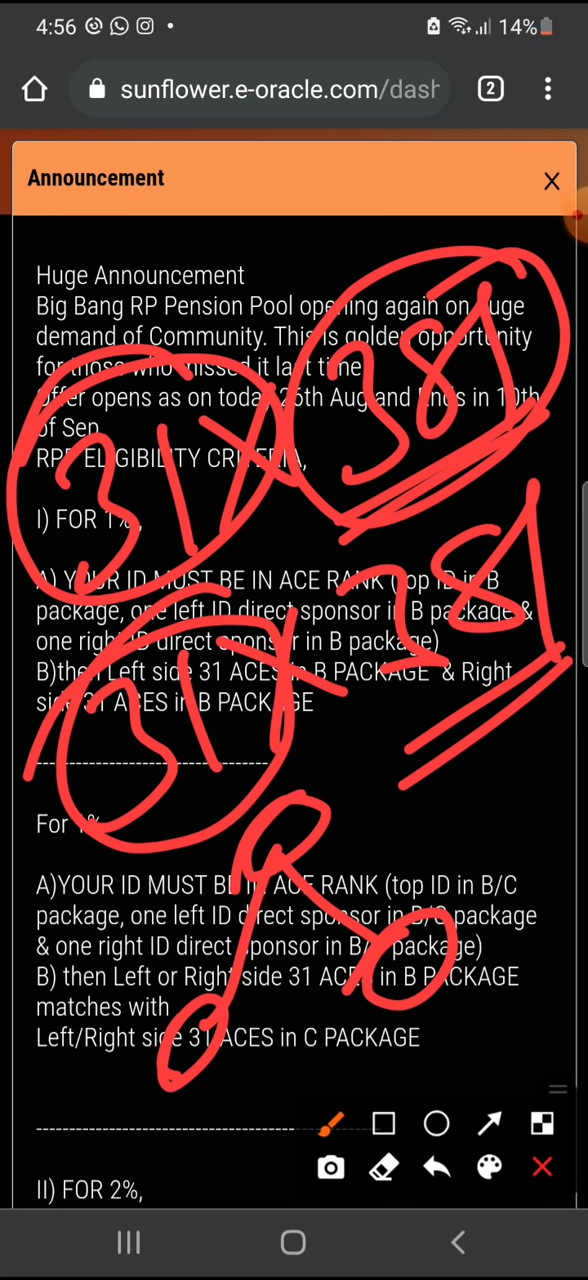 4:56
14%
sunflower.e-oracle.com/dash
2
Announcement
X
Huge Announcement
Big Bang RP Pension Pool opening again on huge
demand of Community. This is golden opportunity
for those who missed it last time
Offer opens as on today 25th Aug and Ends in 10th
of Sep
ELIGIBILITY CRITERIA,
I) FOR 1%,
A) YOUR ID MUST BE IN ACE RANK (top ID in B
package, one left ID direct sponsor in B package &
one right ID direct sponsor in B package)
B)then Left side 31 ACES in B PACKAGE & Right
side 31 ACES in B PACKAGE
31X
381
31X
381
For 1%
A)YOUR ID MUST BE IN ACE RANK (top ID in B/C
package, one left ID direct sponsor in B/C package
& one right ID direct sponsor in B/C package)
B) then Left or Right side 31 ACES in B PACKAGE
matches with
Left/Right side 31 ACES in C PACKAGE
II) FOR 2%,